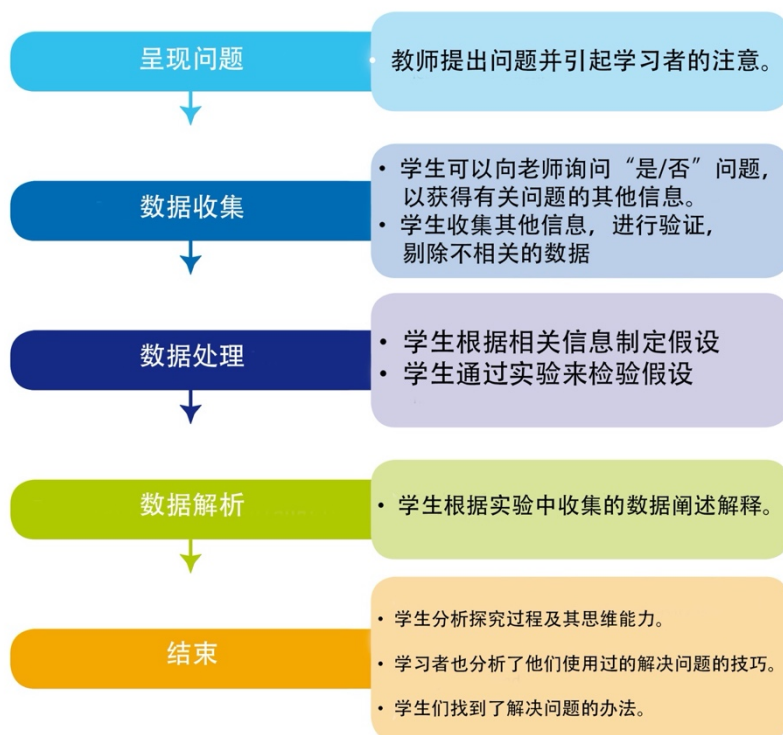 呈现问题
• 教师提出问题并引起学习者的注意。
数据收集
• 学生可以向老师询问“是/否”问题,
以获得有关问题的其他信息。
• 学生收集其他信息, 进行验证,
剔除不相关的数据
数据处理
• 学生根据相关信息制定假设
• 学生通过实验来检验假设
数据解析
• 学生根据实验中收集的数据阐述解释。
结束
• 学生分析探究过程及其思维能力。
• 学习者也分析了他们使用过的解决问题的技巧。
• 学生们找到了解决问题的办法。